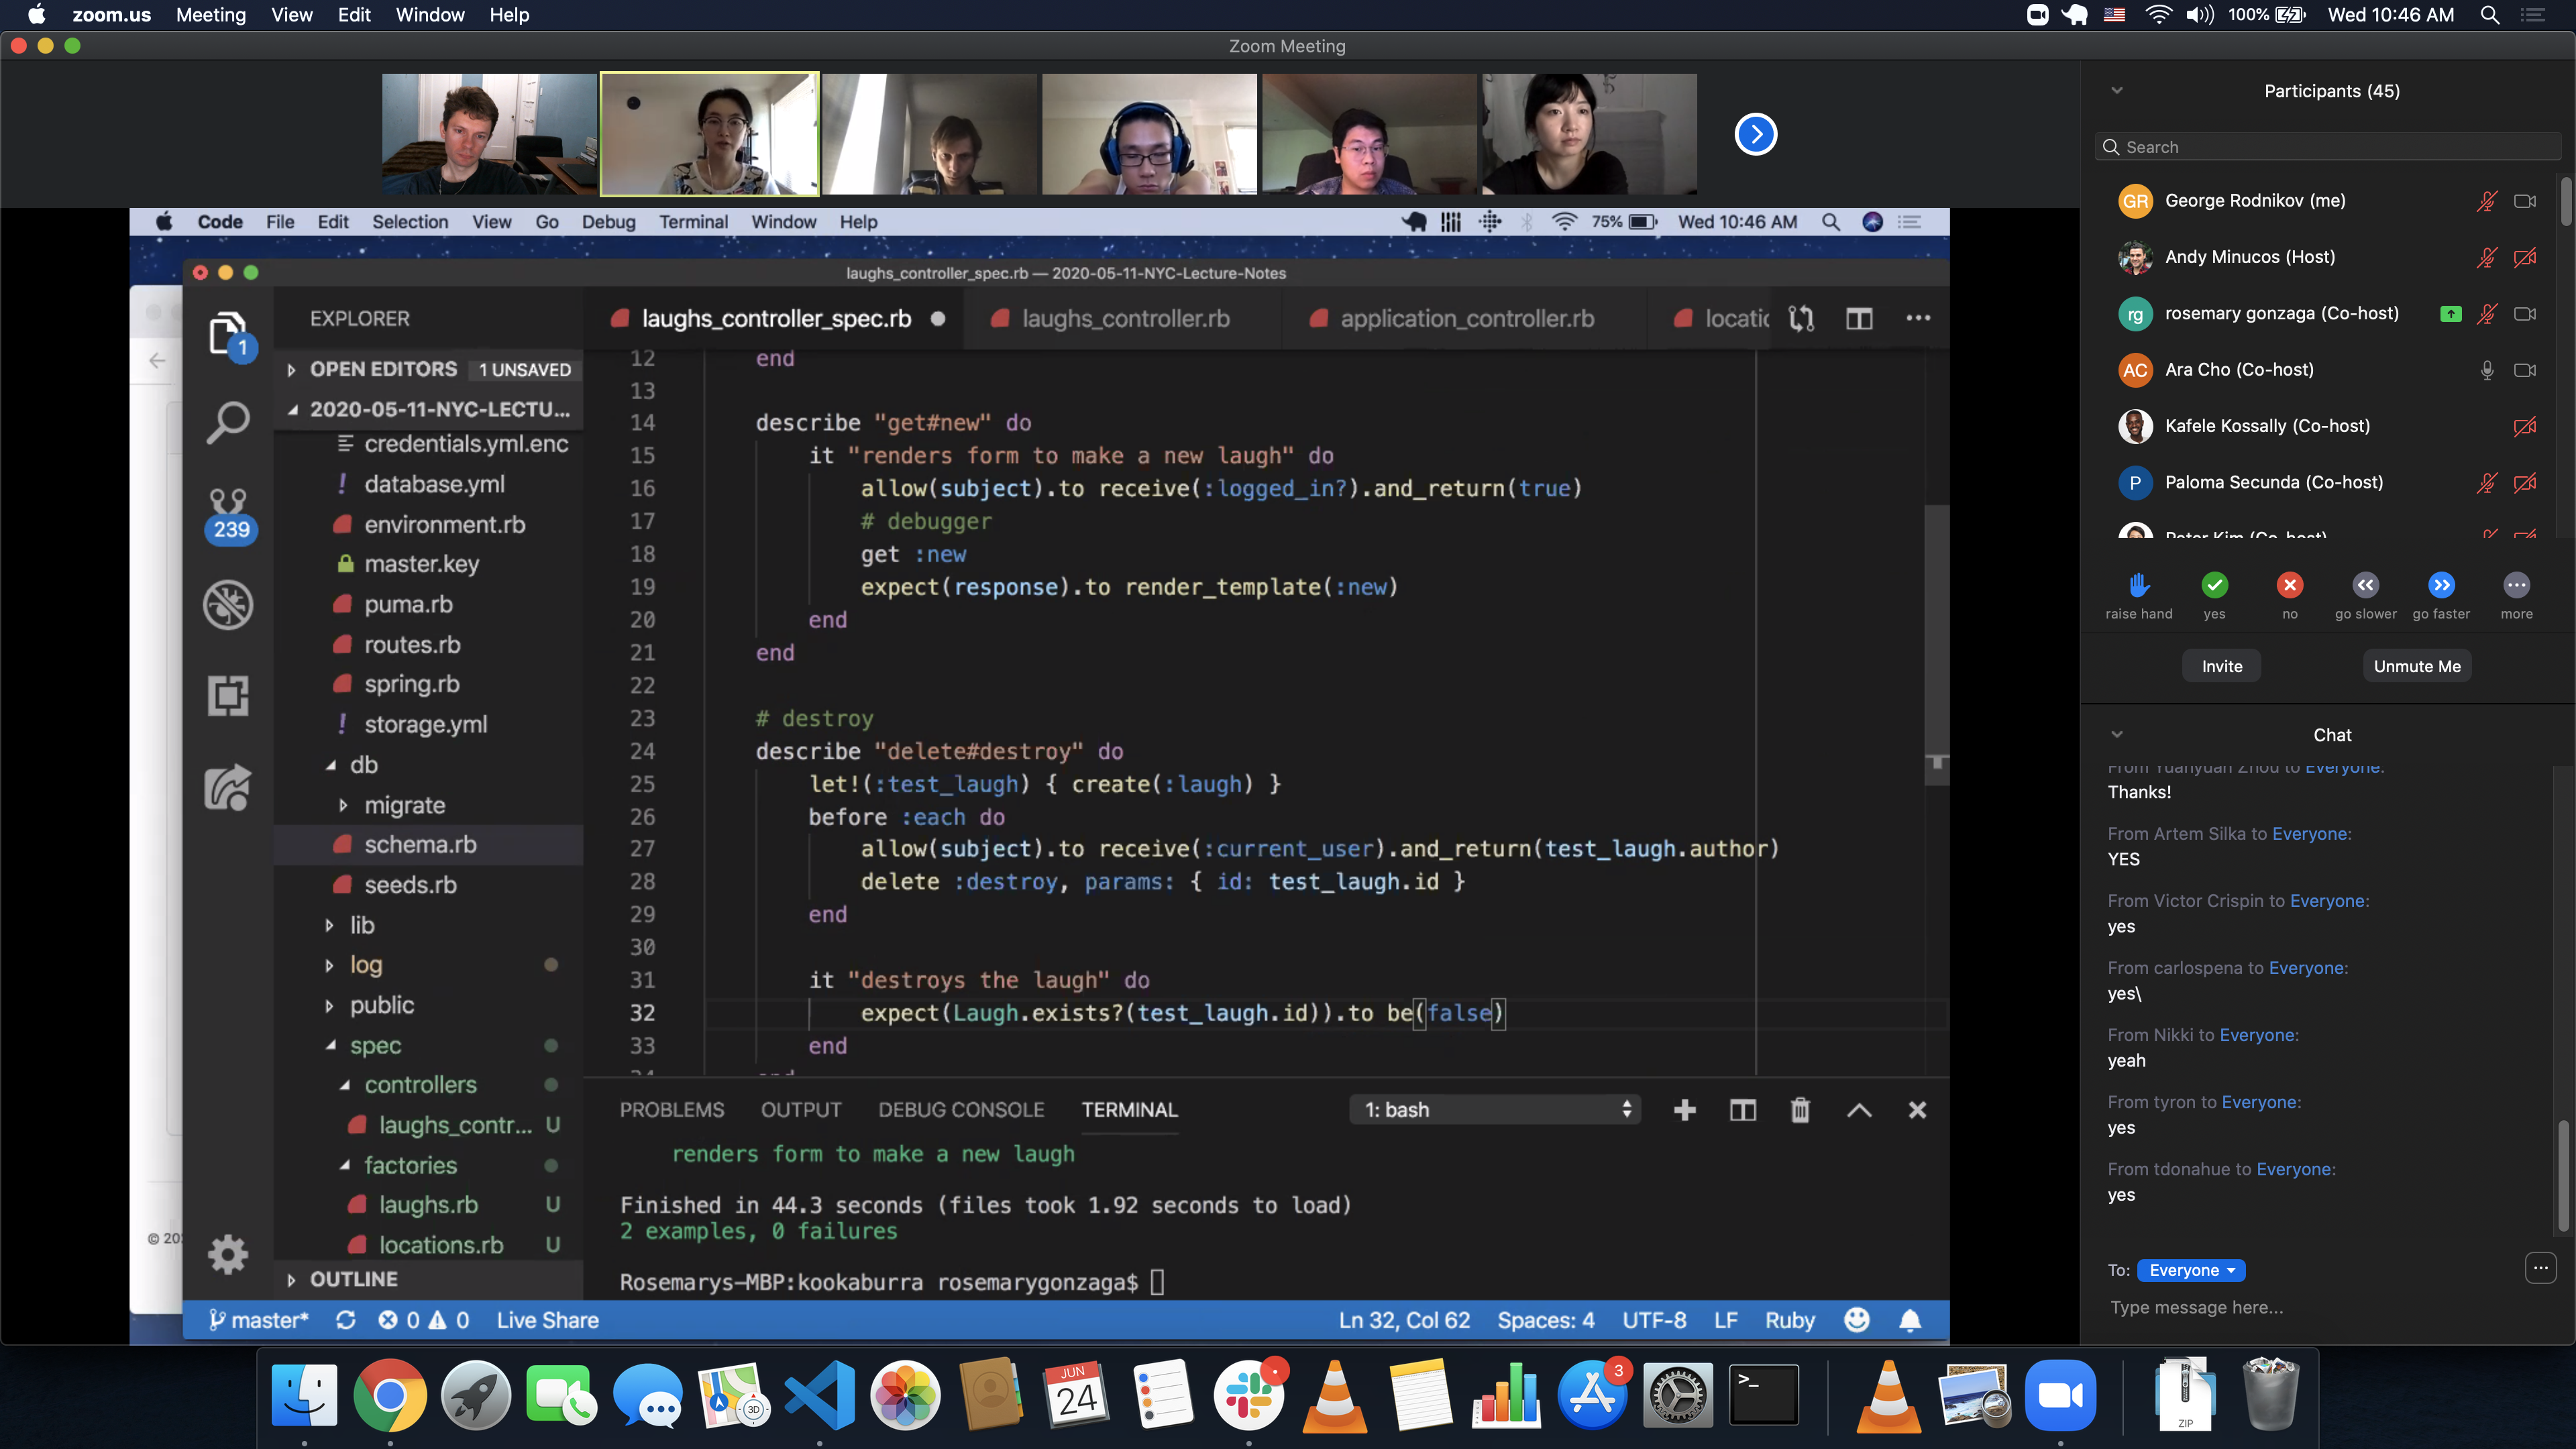 zoom.us Meeting View Edit Window Help 100% Wed 10:46 AM
Zoom Meeting
Code File Edit Selection View Go Debug Terminal Window Help 75% Wed 10:46 AM
laughs_controller_spec.rb — 2020-05-11-NYC-Lecture-Notes
1
239
EXPLORER
OPEN EDITORS 1 UNSAVED
2020-05-11-NYC-LECTU...
credentials.yml.enc
! database.yml
environment.rb
master.key
puma.rb
routes.rb
spring.rb
! storage.yml
db
migrate
schema.rb
seeds.rb
lib
log
public
spec
controllers
laughs_contr... U
factories
laughs.rb U
locations.rb U
OUTLINE
laughs_controller_spec.rb laughs_controller.rb application_controller.rb locatic
12 end
13
14 describe "get#new" do
15 it "renders form to make a new laugh" do
16 allow(subject).to receive(:logged_in?).and_return(true)
17 # debugger
18 get :new
19 expect(response).to render_template(:new)
20 end
21 end
22
23 # destroy
24 describe "delete#destroy" do
25 let!(:test_laugh) { create(:laugh) }
26 before :each do
27 allow(subject).to receive(:current_user).and_return(test_laugh.author)
28 delete :destroy, params: { id: test_laugh.id }
29 end
30
31 it "destroys the laugh" do
32 expect(Laugh.exists?(test_laugh.id)).to be(false)
33 end
PROBLEMS OUTPUT DEBUG CONSOLE TERMINAL 1: bash
renders form to make a new laugh
Finished in 44.3 seconds (files took 1.92 seconds to load)
2 examples, 0 failures
Rosemarys-MBP:kookaburra rosemarygonzaga$
© 20
master* 0 0 Live Share Ln 32, Col 62 Spaces: 4 UTF-8 LF Ruby
Participants (45)
Search
GR George Rodnikov (me)
Andy Minucos (Host)
rg rosemary gonzaga (Co-host)
AC Ara Cho (Co-host)
Kafele Kossally (Co-host)
P Paloma Secunda (Co-host)
Peter Kim (Co-host)
raise hand yes no go slower go faster more
Invite Unmute Me
Chat
From Yuanyuan Zhou to Everyone:
Thanks!
From Artem Silka to Everyone:
YES
From Victor Crispin to Everyone:
yes
From carlospena to Everyone:
yes\
From Nikki to Everyone:
yeah
From tyron to Everyone:
yes
From tdonahue to Everyone:
yes
To: Everyone
Type message here...
3D
JUN
24
3
>_
ZIP